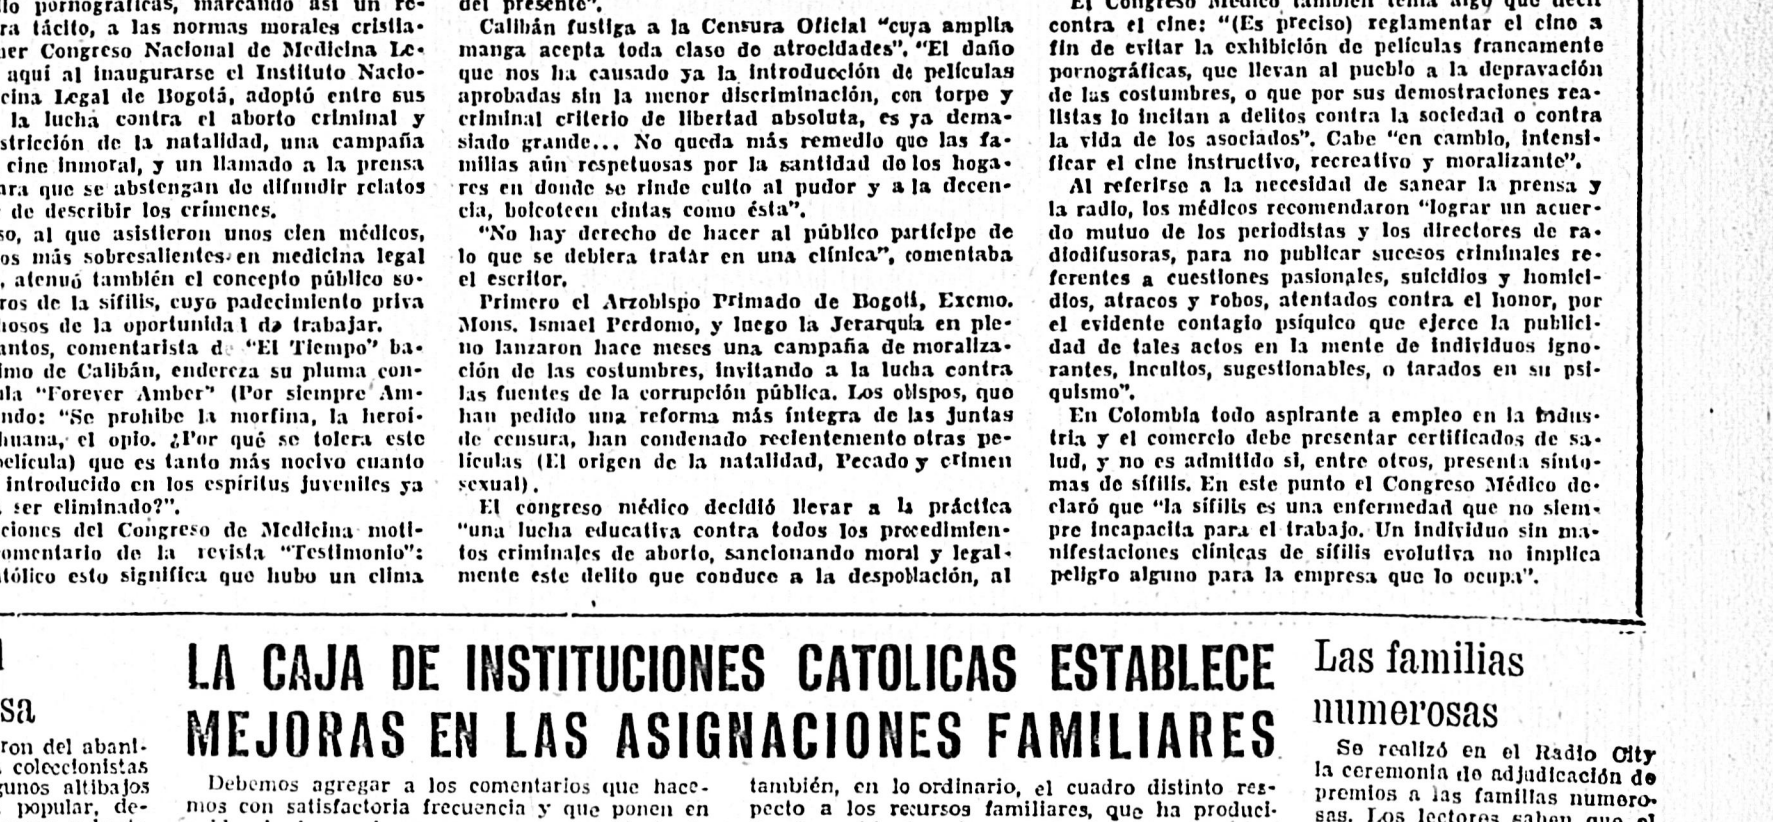 lo pornográficas, marcando así un re-
ra tácito, a las normas morales cristia-
er Congreso Nacional de Medicina Le-
aquí al inaugurarse el Instituto Nacio-
cina Legal de Bogotá, adoptó entre sus
la lucha contra el aborto criminal y
stricción de la natalidad, una campaña
cine inmoral, y un llamado a la prensa
ara que se abstengan de difundir relatos
de describir los crímenes.
so, al que asistieron unos cien médicos,
os más sobresalientes en medicina legal
, atenuó también el concepto público so-
ros de la sífilis, cuyo padecimiento priva
osos de la oportunidad de trabajar.
antos, comentarista de "El Tiempo" ba-
imo de Calibán, endereza su pluma con-
ula "Forever Amber" (Por siempre Am-
ndo: "Se prohibe la morfina, la heroi-
huana, el opio. ¿Por qué se tolera este
película) que es tanto más nocivo cuanto
introducido en los espíritus juveniles ya
ser eliminado?".
ciones del Congreso de Medicina moti-
omentario de la revista "Testimonio":
tólico esto significa que hubo un clima
del presente".
Calibán fustiga a la Censura Oficial "cuya amplia
manga acepta toda clase de atrocidades". "El daño
que nos ha causado ya la introducción de películas
aprobadas sin la menor discriminación, con torpe y
criminal criterio de libertad absoluta, es ya dema-
siado grande... No queda más remedio que las fa-
milias aún respetuosas por la santidad de los hoga-
res en donde se rinde culto al pudor y a la decen-
cia, boicoteen cintas como ésta".
"No hay derecho de hacer al público partícipe de
lo que se debiera tratar en una clínica", comentaba
el escritor.
Primero el Arzobispo Primado de Bogotá, Excmo.
Mons. Ismael Perdomo, y luego la Jerarquía en ple-
no lanzaron hace meses una campaña de moraliza-
ción de las costumbres, invitando a la lucha contra
las fuentes de la corrupción pública. Los obispos, que
han pedido una reforma más íntegra de las juntas
de censura, han condenado recientemente otras pe-
lículas (El origen de la natalidad, Pecado y crimen
sexual).
El congreso médico decidió llevar a la práctica
"una lucha educativa contra todos los procedimien-
tos criminales de aborto, sancionando moral y legal-
mente este delito que conduce a la despoblación, al
El Congreso Médico también tenía algo que decir
contra el cine: "(Es preciso) reglamentar el cine a
fin de evitar la exhibición de películas francamente
pornográficas, que llevan al pueblo a la depravación
de las costumbres, o que por sus demostraciones rea-
listas lo incitan a delitos contra la sociedad o contra
la vida de los asociados". Cabe "en cambio, intensi-
ficar el cine instructivo, recreativo y moralizante".
Al referirse a la necesidad de sanear la prensa y
la radio, los médicos recomendaron "lograr un acuer-
do mutuo de los periodistas y los directores de ra-
diodifusoras, para no publicar sucesos criminales re-
ferentes a cuestiones pasionales, suicidios y homici-
dios, atracos y robos, atentados contra el honor, por
el evidente contagio psíquico que ejerce la publici-
dad de tales actos en la mente de individuos igno-
rantes, incultos, sugestionables, o tarados en su psi-
quismo".
En Colombia todo aspirante a empleo en la indus-
tria y el comercio debe presentar certificados de sa-
lud, y no es admitido si, entre otros, presenta sínto-
mas de sífilis. En este punto el Congreso Médico de-
claró que "la sífilis es una enfermedad que no siem-
pre incapacita para el trabajo. Un individuo sin ma-
nifestaciones clínicas de sífilis evolutiva no implica
peligro alguno para la empresa que lo ocupa".
sa
ron del abani-
coleccionistas
gunos altibajos
popular, de-
LA CAJA DE INSTITUCIONES CATOLICAS ESTABLECE
MEJORAS EN LAS ASIGNACIONES FAMILIARES
Debemos agregar a los comentarios que hace-
mos con satisfactoria frecuencia y que ponen en
también, en lo ordinario, el cuadro distinto res-
pecto a los recursos familiares, que ha produci-
Las familias
numerosas
Se realizó en el Radio City
la ceremonia de adjudicación de
premios a las familias numero-
sas. Los lectores saben que el